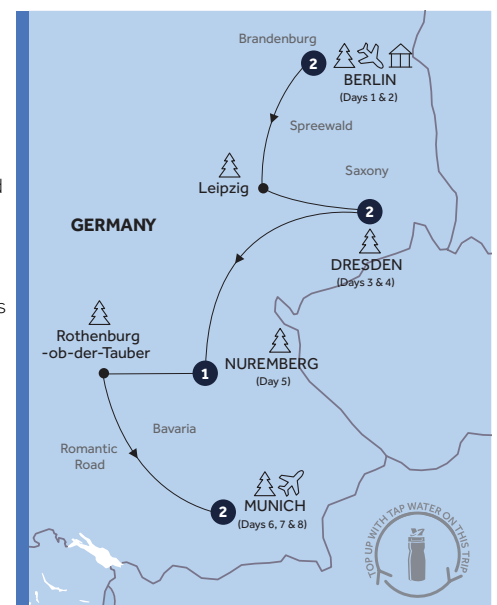 Brandenburg
2
BERLIN
(Days 1 & 2)
Spreewald
Saxony
Leipzig
2
GERMANY
DRESDEN
(Days 3 & 4)
Rothenburg
-ob-der-Tauber
1
NUREMBERG
(Day 5)
Bavaria
Romantic
Road
2
MUNICH
(Days 6, 7 & 8)
TOP UP WITH TAP WATER ON THIS TRIP